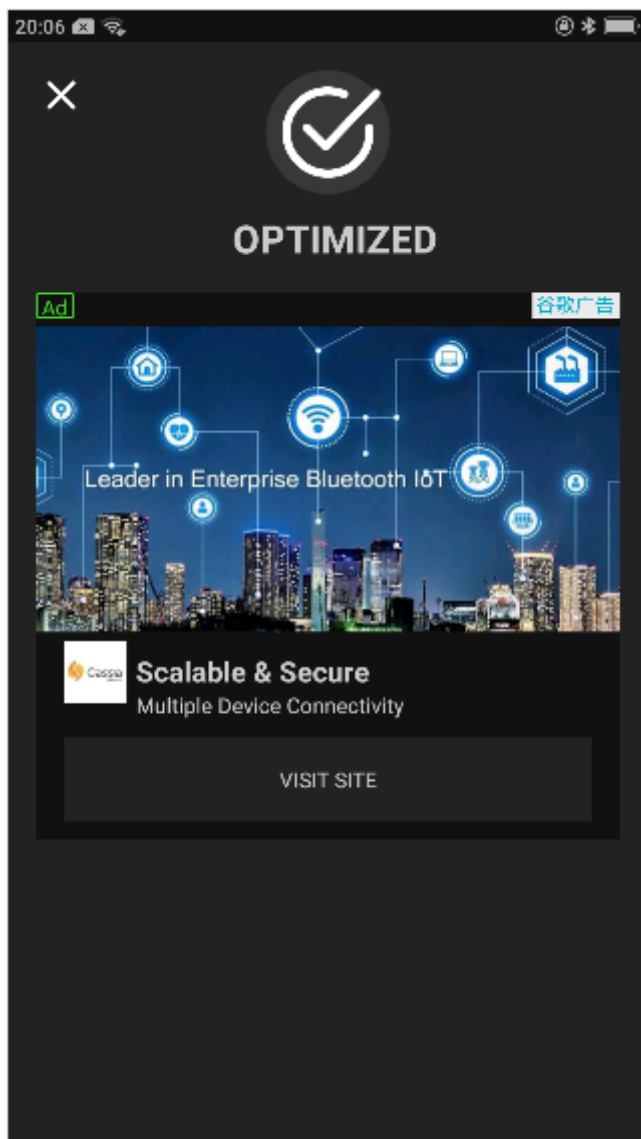 20:06
OPTIMIZED
Ad
谷歌广告
Leader in Enterprise Bluetooth IoT
Cassia
Scalable & Secure
Multiple Device Connectivity
VISIT SITE